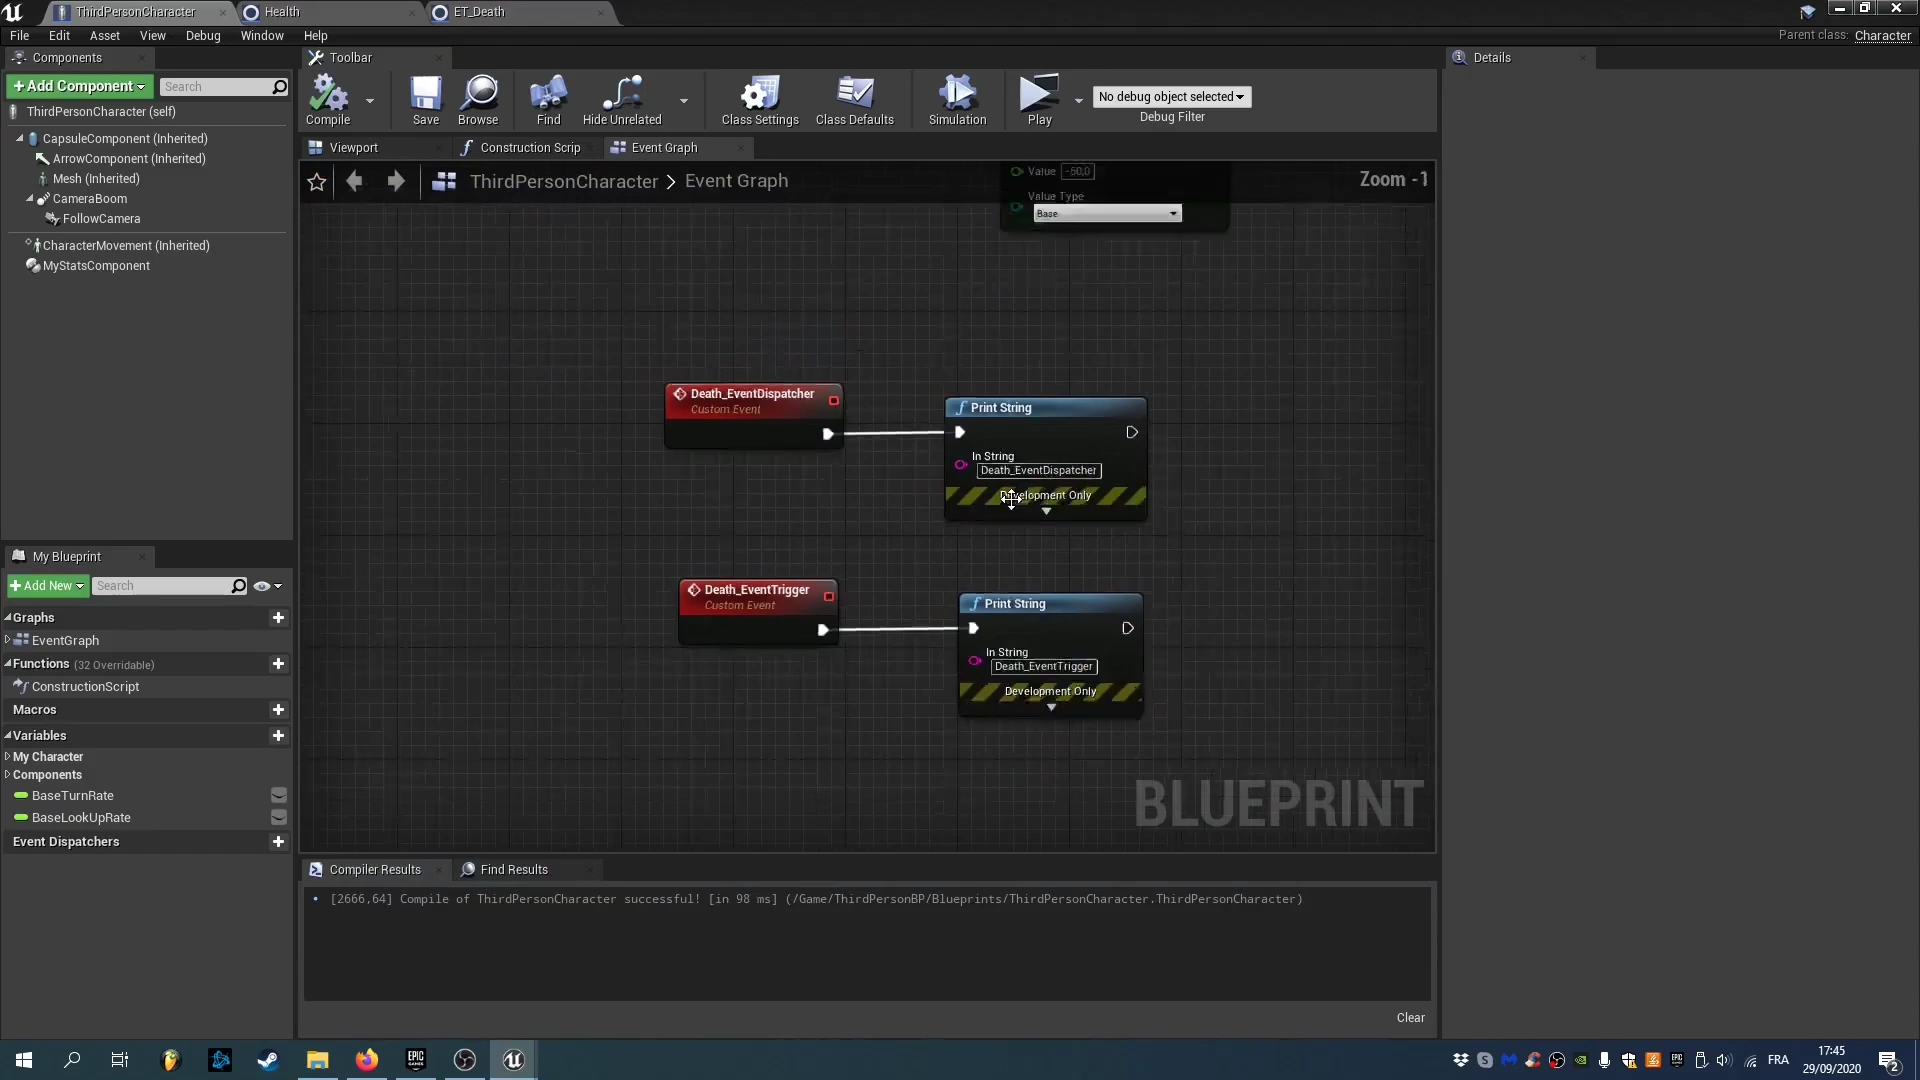 ThirdPersonCharacter
Health
ET_Death
File Edit Asset View Debug Window Help
Parent class: Character
Components
Toolbar
Details
+Add Component
Search
ThirdPersonCharacter (self)
CapsuleComponent (Inherited)
ArrowComponent (Inherited)
Mesh (Inherited)
CameraBoom
FollowCamera
CharacterMovement (Inherited)
MyStatsComponent
Compile
Save
Browse
Find
Hide Unrelated
Class Settings
Class Defaults
Simulation
Play
No debug object selected
Debug Filter
Viewport
Construction Scrip
Event Graph
ThirdPersonCharacter > Event Graph
Zoom -1
Value -50,0
Value Type
Base
Death_EventDispatcher
Custom Event
Print String
In String
Death_EventDispatcher
Development Only
Death_EventTrigger
Custom Event
Print String
In String
Death_EventTrigger
Development Only
BLUEPRINT
My Blueprint
+Add New
Search
Graphs
EventGraph
Functions (32 Overridable)
ConstructionScript
Macros
Variables
My Character
Components
BaseTurnRate
BaseLookUpRate
Event Dispatchers
Compiler Results
Find Results
[2666,64] Compile of ThirdPersonCharacter successful! [in 98 ms] (/Game/ThirdPersonBP/Blueprints/ThirdPersonCharacter.ThirdPersonCharacter)
Clear
EPIC GAMES
FRA
17:45
29/09/2020
2